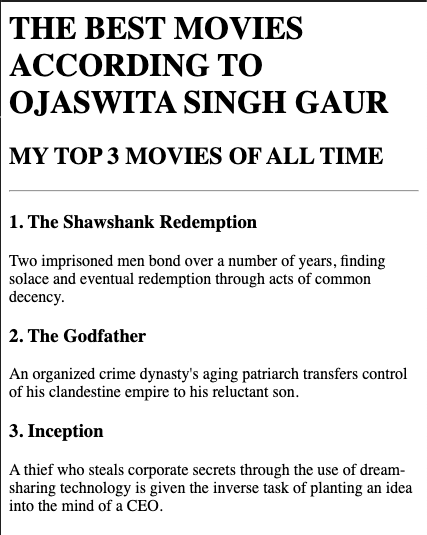 THE BEST MOVIES
ACCORDING TO
OJASWITA SINGH GAUR
MY TOP 3 MOVIES OF ALL TIME
1. The Shawshank Redemption
Two imprisoned men bond over a number of years, finding
solace and eventual redemption through acts of common
decency.
2. The Godfather
An organized crime dynasty's aging patriarch transfers control
of his clandestine empire to his reluctant son.
3. Inception
A thief who steals corporate secrets through the use of dream-
sharing technology is given the inverse task of planting an idea
into the mind of a CEO.